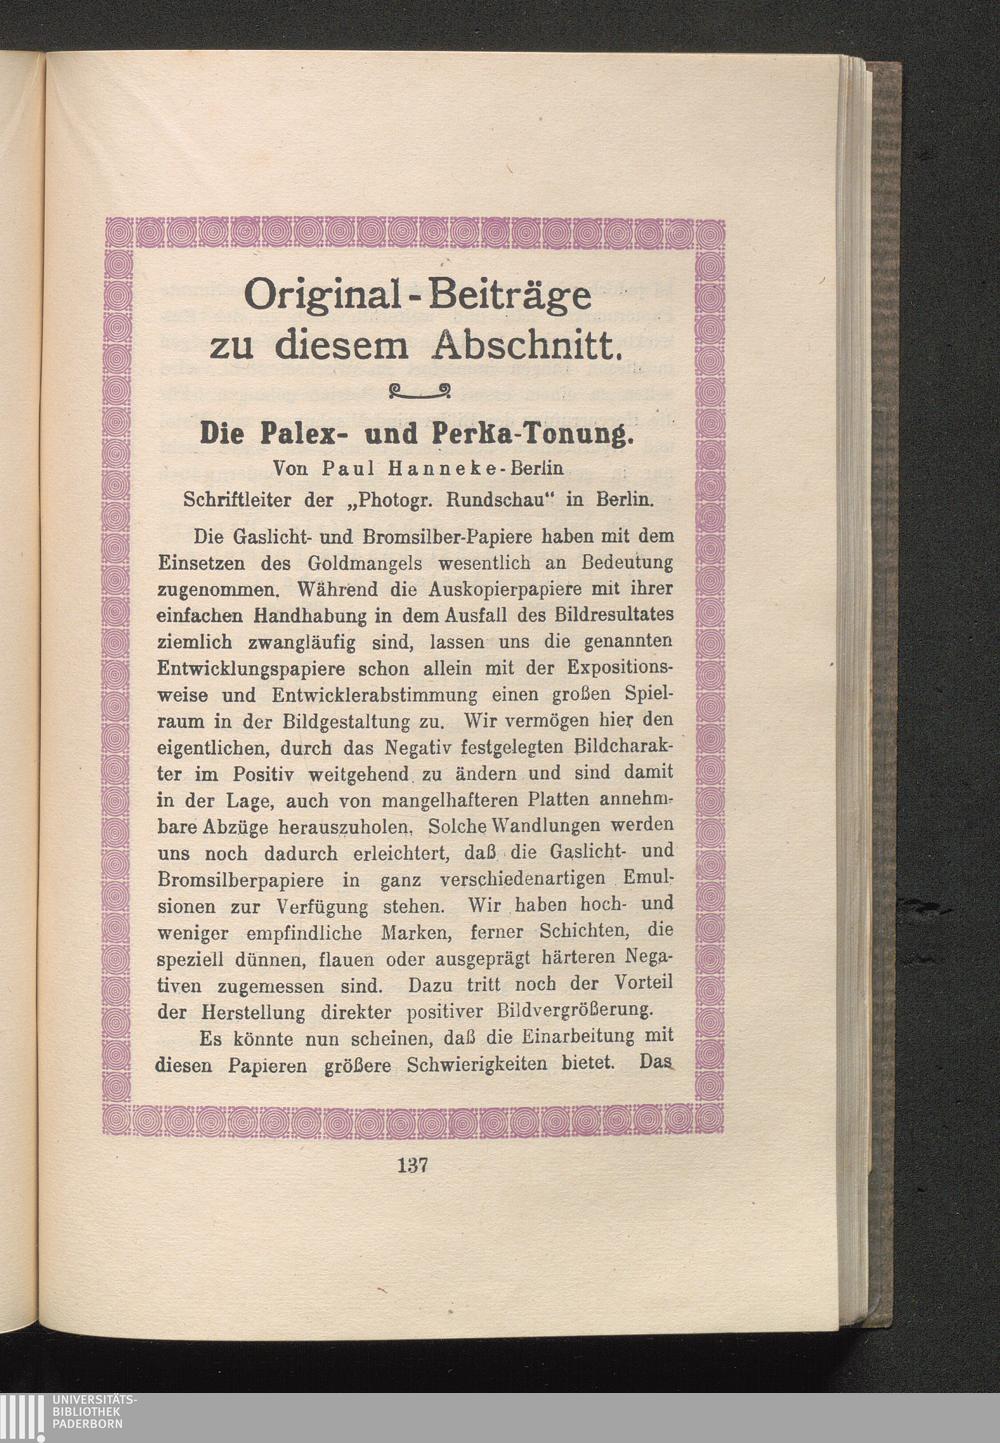 Original-Beiträge
zu diesem Abschnitt.
Die Palex- und Perka-Tonung.
Von Paul Hanneke-Berlin
Schriftleiter der „Photogr. Rundschau“ in Berlin.
Die Gaslicht- und Bromsilber-Papiere haben mit dem
Einsetzen des Goldmangels wesentlich an Bedeutung
zugenommen. Während die Auskopierpapiere mit ihrer
einfachen Handhabung in dem Ausfall des Bildresultates
ziemlich zwangläufig sind, lassen uns die genannten
Entwicklungspapiere schon allein mit der Expositions-
weise und Entwicklerabstimmung einen großen Spiel-
raum in der Bildgestaltung zu. Wir vermögen hier den
eigentlichen, durch das Negativ festgelegten Bildcharak-
ter im Positiv weitgehend zu ändern und sind damit
in der Lage, auch von mangelhafteren Platten annehm-
bare Abzüge herauszuholen. Solche Wandlungen werden
uns noch dadurch erleichtert, daß die Gaslicht- und
Bromsilberpapiere in ganz verschiedenartigen Emul-
sionen zur Verfügung stehen. Wir haben hoch- und
weniger empfindliche Marken, ferner Schichten, die
speziell dünnen, flauen oder ausgeprägt härteren Nega-
tiven zugemessen sind. Dazu tritt noch der Vorteil
der Herstellung direkter positiver Bildvergrößerung.
Es könnte nun scheinen, daß die Einarbeitung mit
diesen Papieren größere Schwierigkeiten bietet. Das
137
UNIVERSITÄTS-
BIBLIOTHEK
PADERBORN